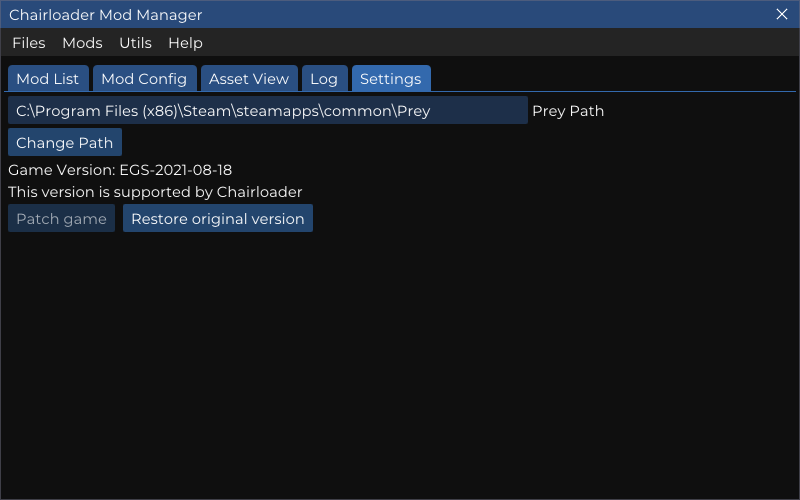 Chairloader Mod Manager
Files Mods Utils Help
Mod List Mod Config Asset View Log Settings
C:\Program Files (x86)\Steam\steamapps\common\Prey Prey Path
Change Path
Game Version: EGS-2021-08-18
This version is supported by Chairloader
Patch game Restore original version